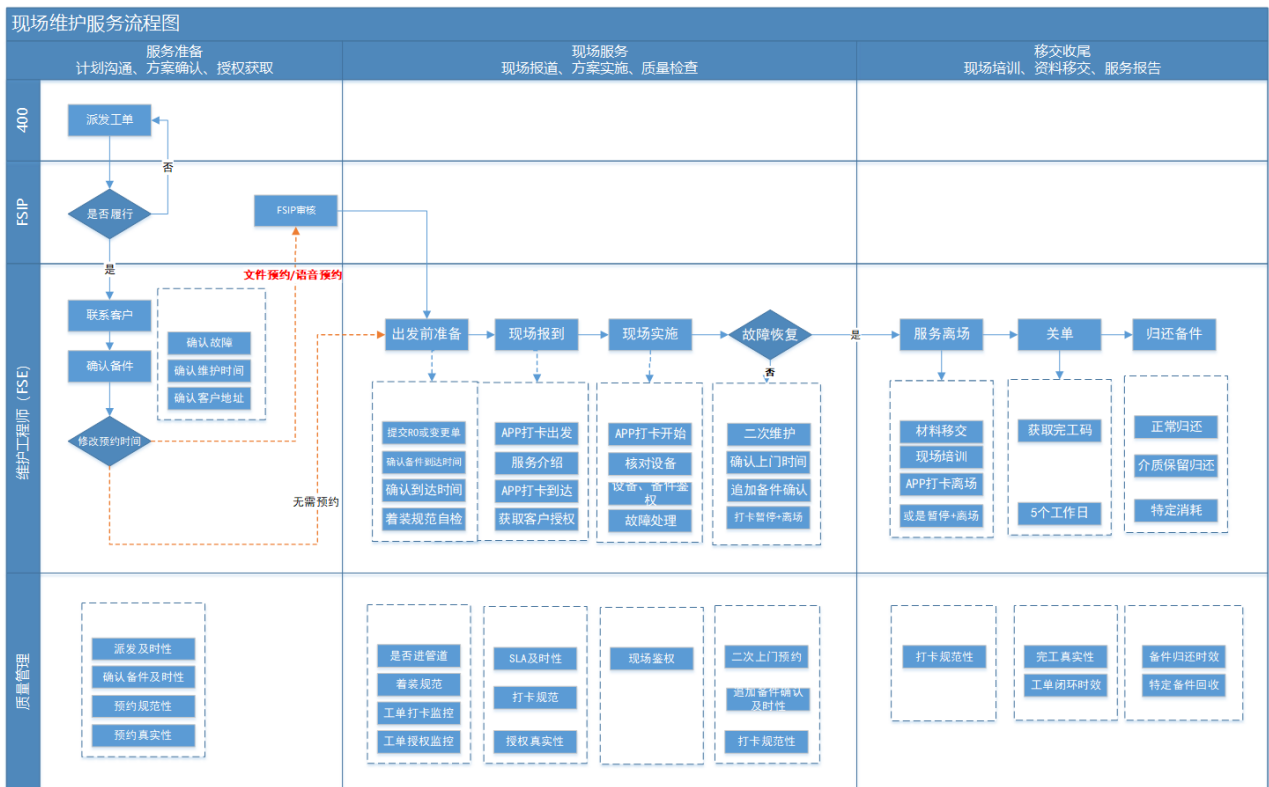 现场维护服务流程图
服务准备
计划沟通、方案确认、授权获取
现场服务
现场报道、方案实施、质量检查
移交收尾
现场培训、资料移交、服务报告
400
派发工单
否
FSIP
是否履行
FSIP审核
是
文件预约/语音预约
维护工程师（FSE）
联系客户
确认备件
修改预约时间
确认故障
确认维护时间
确认客户地址
无需预约
出发前准备
现场报到
现场实施
故障恢复
是
否
服务离场
关单
归还备件
提交RO或变更单
确认备件到达时间
确认到达时间
着装规范自检
APP打卡出发
服务介绍
APP打卡到达
获取客户授权
APP打卡开始
核对设备
设备、备件鉴
权
故障处理
二次维护
确认上门时间
追加备件确认
打卡暂停+离场
材料移交
现场培训
APP打卡离场
或是暂停+离场
获取完工码
5个工作日
正常归还
介质保留归还
特定消耗
质量管理
派发及时性
确认备件及时性
预约规范性
预约真实性
是否进管道
着装规范
工单打卡监控
工单授权监控
SLA及时性
打卡规范
授权真实性
现场鉴权
二次上门预约
追加备件确认
及时性
打卡规范性
打卡规范性
完工真实性
工单闭环时效
备件归还时效
特定备件回收